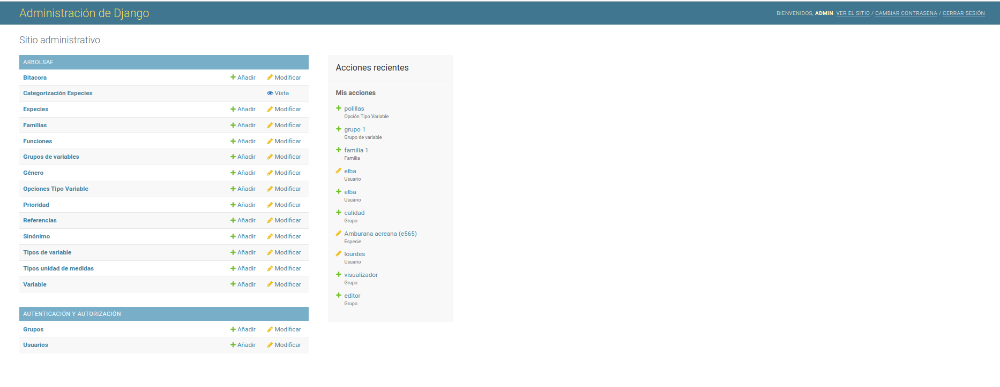 Administración de Django
BIENVENIDOS, ADMIN. VER EL SITIO / CAMBIAR CONTRASEÑA / CERRAR SESIÓN
Sitio administrativo
ARBOLSAF
Bitacora Añadir Modificar
Categorización Especies Vista
Especies Añadir Modificar
Familias Añadir Modificar
Funciones Añadir Modificar
Grupos de variables Añadir Modificar
Género Añadir Modificar
Opciones Tipo Variable Añadir Modificar
Prioridad Añadir Modificar
Referencias Añadir Modificar
Sinónimo Añadir Modificar
Tipos de variable Añadir Modificar
Tipos unidad de medidas Añadir Modificar
Variable Añadir Modificar
AUTENTICACIÓN Y AUTORIZACIÓN
Grupos Añadir Modificar
Usuarios Añadir Modificar
Acciones recientes
Mis acciones
polillas
Opción Tipo Variable
grupo 1
Grupo de variable
familia 1
Familia
elba
Usuario
elba
Usuario
calidad
Grupo
Amburana acreana (e565)
Especie
lourdes
Usuario
visualizador
Grupo
editor
Grupo